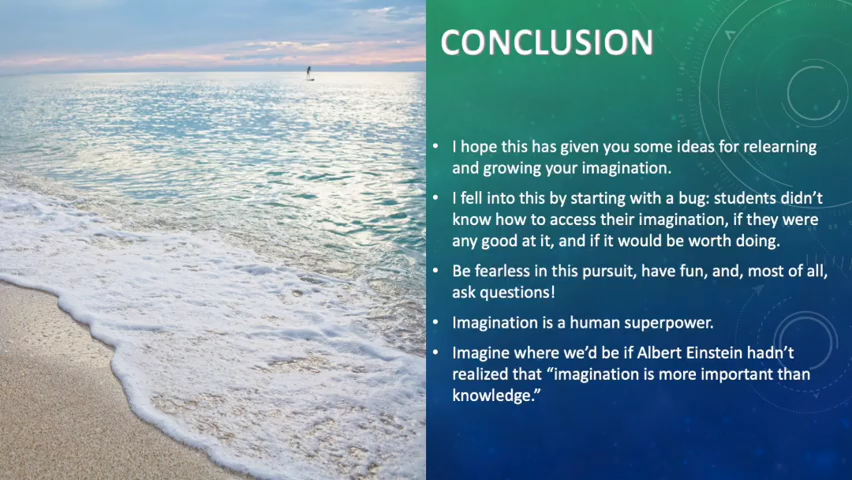 CONCLUSION
• I hope this has given you some ideas for relearning
and growing your imagination.
• I fell into this by starting with a bug: students didn’t
know how to access their imagination, if they were
any good at it, and if it would be worth doing.
• Be fearless in this pursuit, have fun, and, most of all,
ask questions!
• Imagination is a human superpower.
• Imagine where we’d be if Albert Einstein hadn’t
realized that “imagination is more important than
knowledge.”